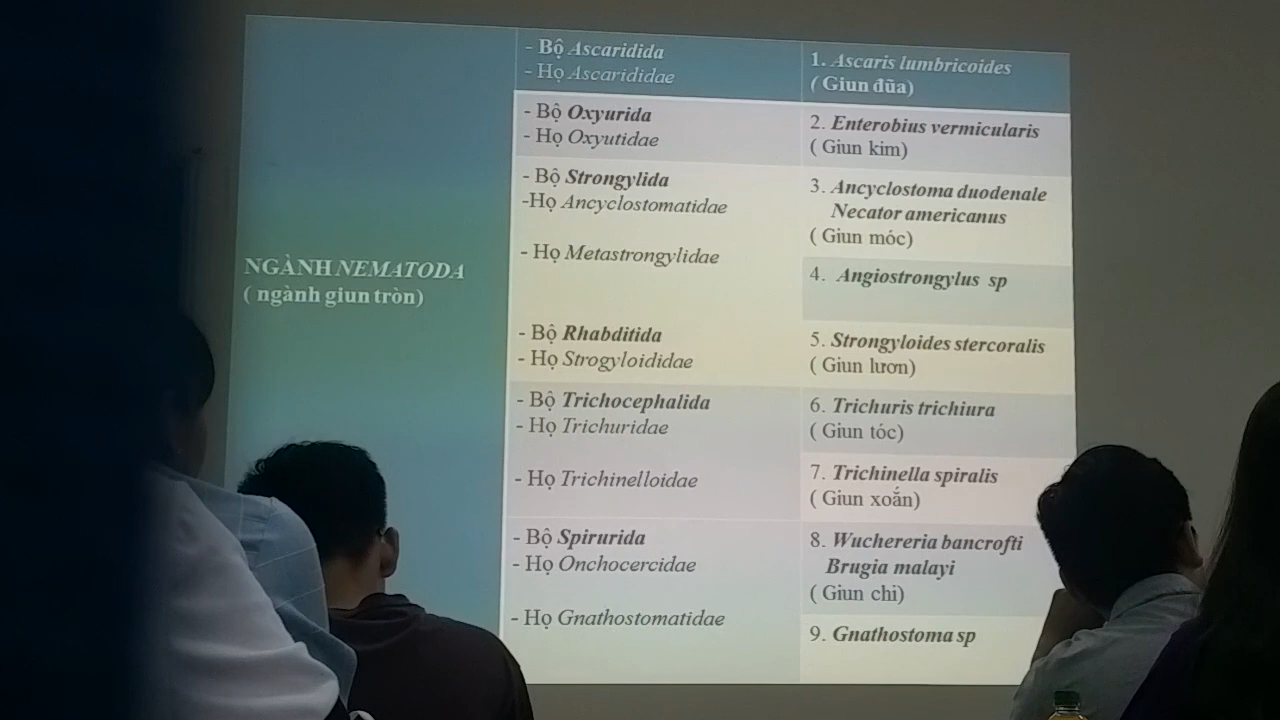 NGÀNH NEMATODA
( ngành giun tròn)
- Bộ Ascaridida
- Họ Ascarididae
1. Ascaris lumbricoides
( Giun đũa)
- Bộ Oxyurida
- Họ Oxyutidae
2. Enterobius vermicularis
( Giun kim)
- Bộ Strongylida
-Họ Ancyclostomatidae
- Họ Metastrongylidae
3. Ancyclostoma duodenale
Necator americanus
( Giun móc)
4. Angiostrongylus sp
- Bộ Rhabditida
- Họ Strogyloididae
5. Strongyloides stercoralis
( Giun lươn)
- Bộ Trichocephalida
- Họ Trichuridae
- Họ Trichinelloidae
6. Trichuris trichiura
( Giun tóc)
7. Trichinella spiralis
( Giun xoắn)
- Bộ Spirurida
- Họ Onchocercidae
- Họ Gnathostomatidae
8. Wuchereria bancrofti
Brugia malayi
( Giun chỉ)
9. Gnathostoma sp